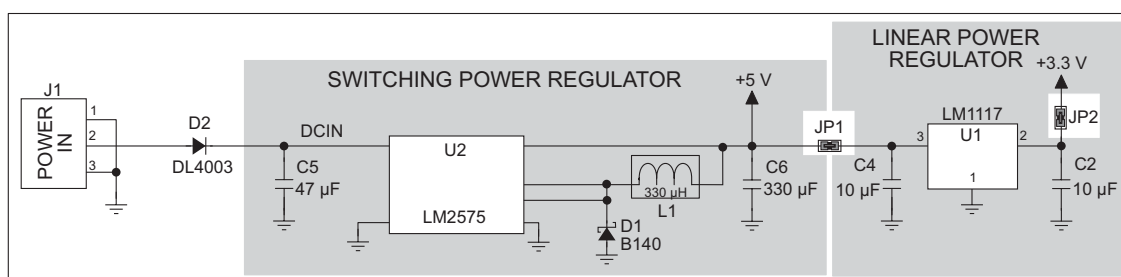 LINEAR POWER
REGULATOR
SWITCHING POWER REGULATOR
+3.3 V
+5 V
J1
POWER
IN
1
2
3
D2
DL4003
DCIN
C5
47 µF
U2
LM2575
330 µH
L1
D1
B140
C6
330 µF
JP1
C4
10 µF
LM1117
3
U1
2
1
JP2
C2
10 µF